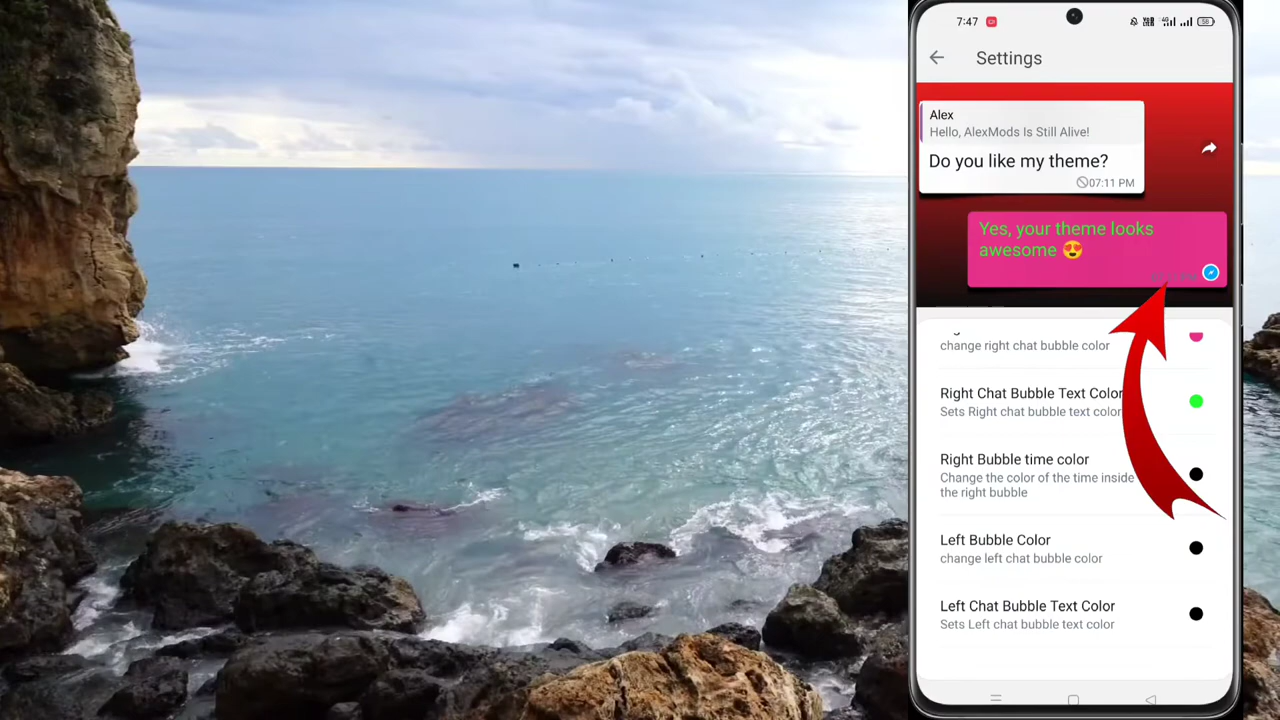 7:47
58
Settings
Alex
Hello, AlexMods Is Still Alive!
Do you like my theme?
07:11 PM
Yes, your theme looks
awesome 😍
change right chat bubble color
Right Chat Bubble Text Color
Sets Right chat bubble text color
Right Bubble time color
Change the color of the time inside
the right bubble
Left Bubble Color
change left chat bubble color
Left Chat Bubble Text Color
Sets Left chat bubble text color